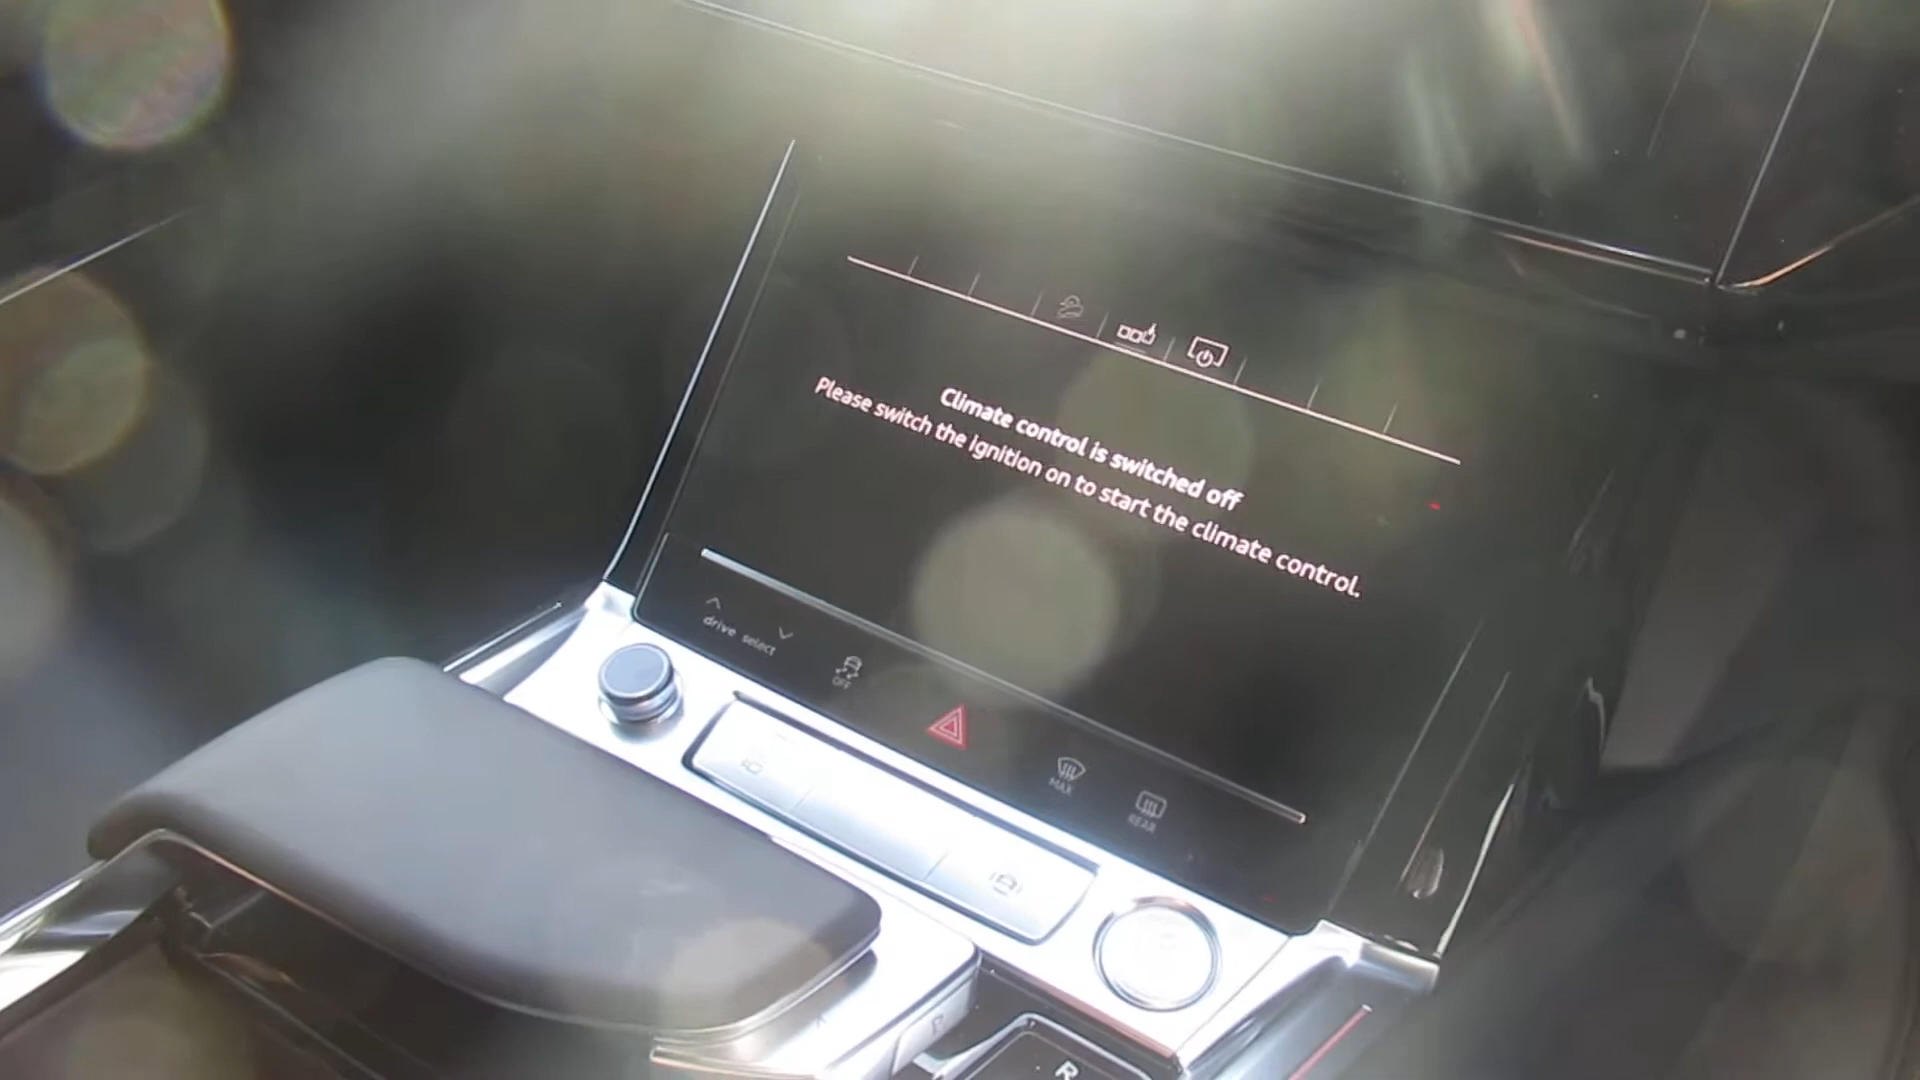 Climate control is switched off
Please switch the ignition on to start the climate control.
drive select
OFF
MAX
REAR
R